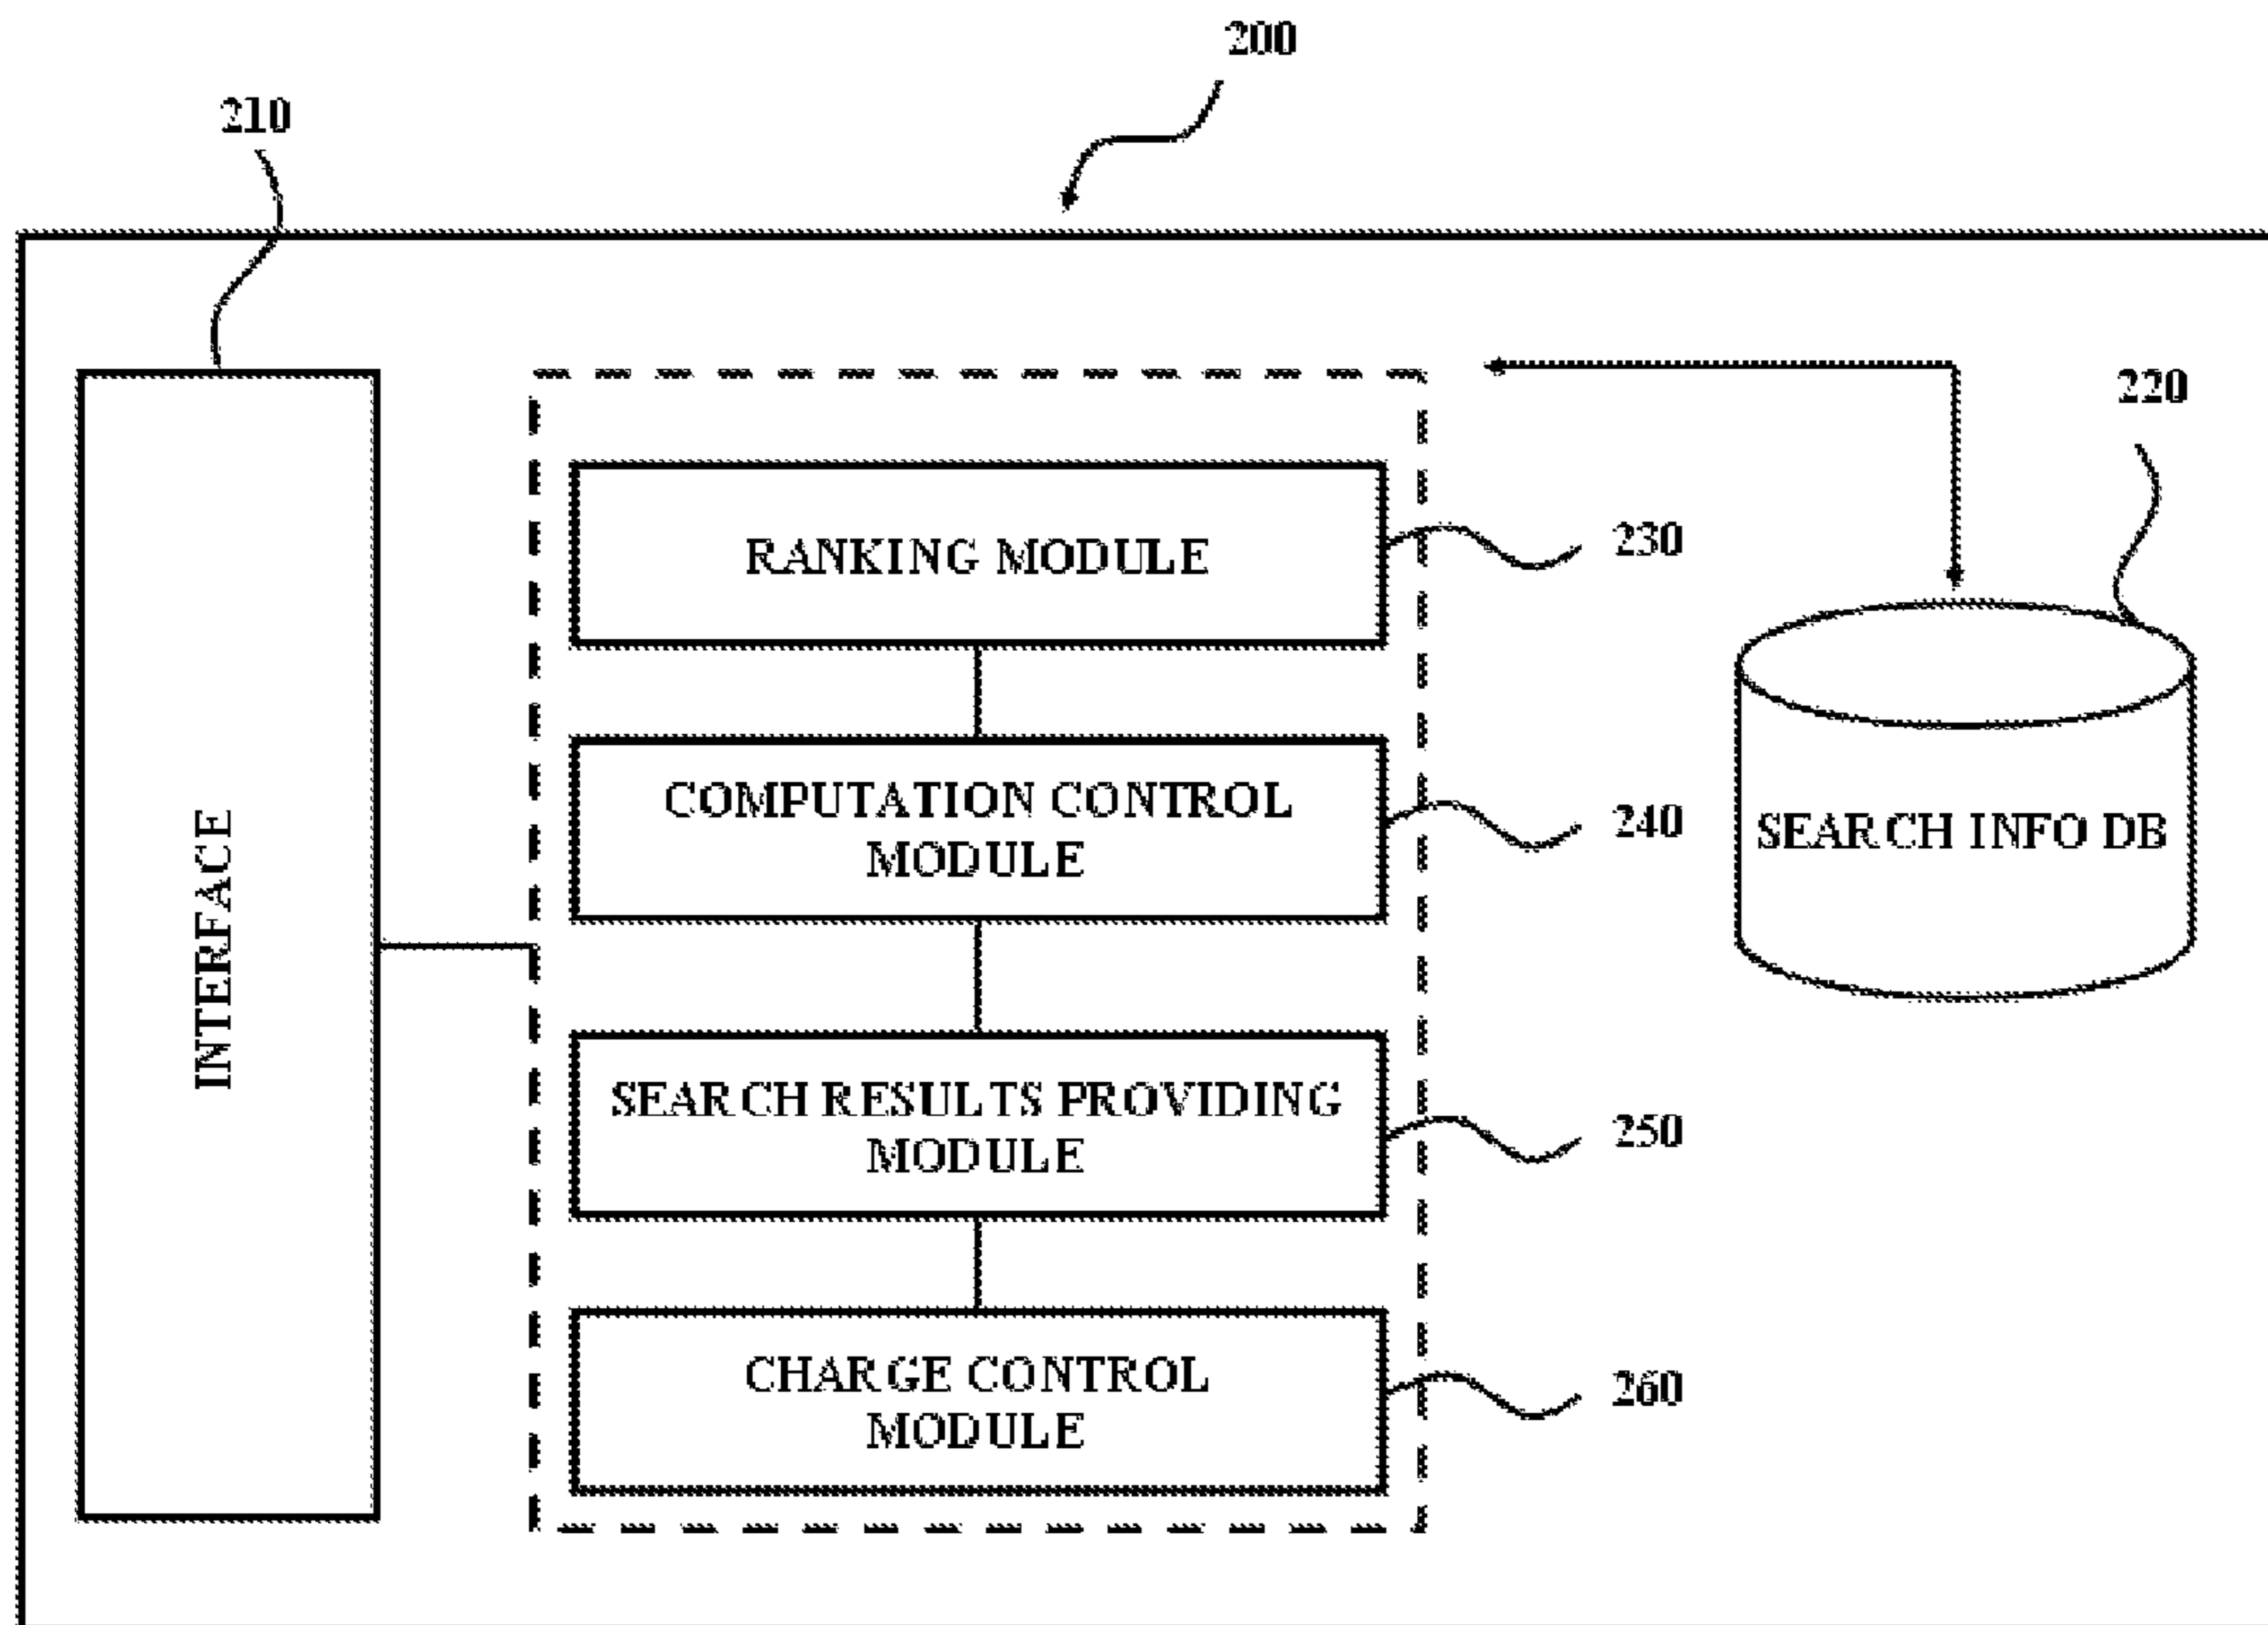 200
210
220
INTERFACE
RANKING MODULE
230
COMPUTATION CONTROL
MODULE
240
SEARCH INFO DB
SEARCH RESULTS PROVIDING
MODULE
250
CHARGE CONTROL
MODULE
260